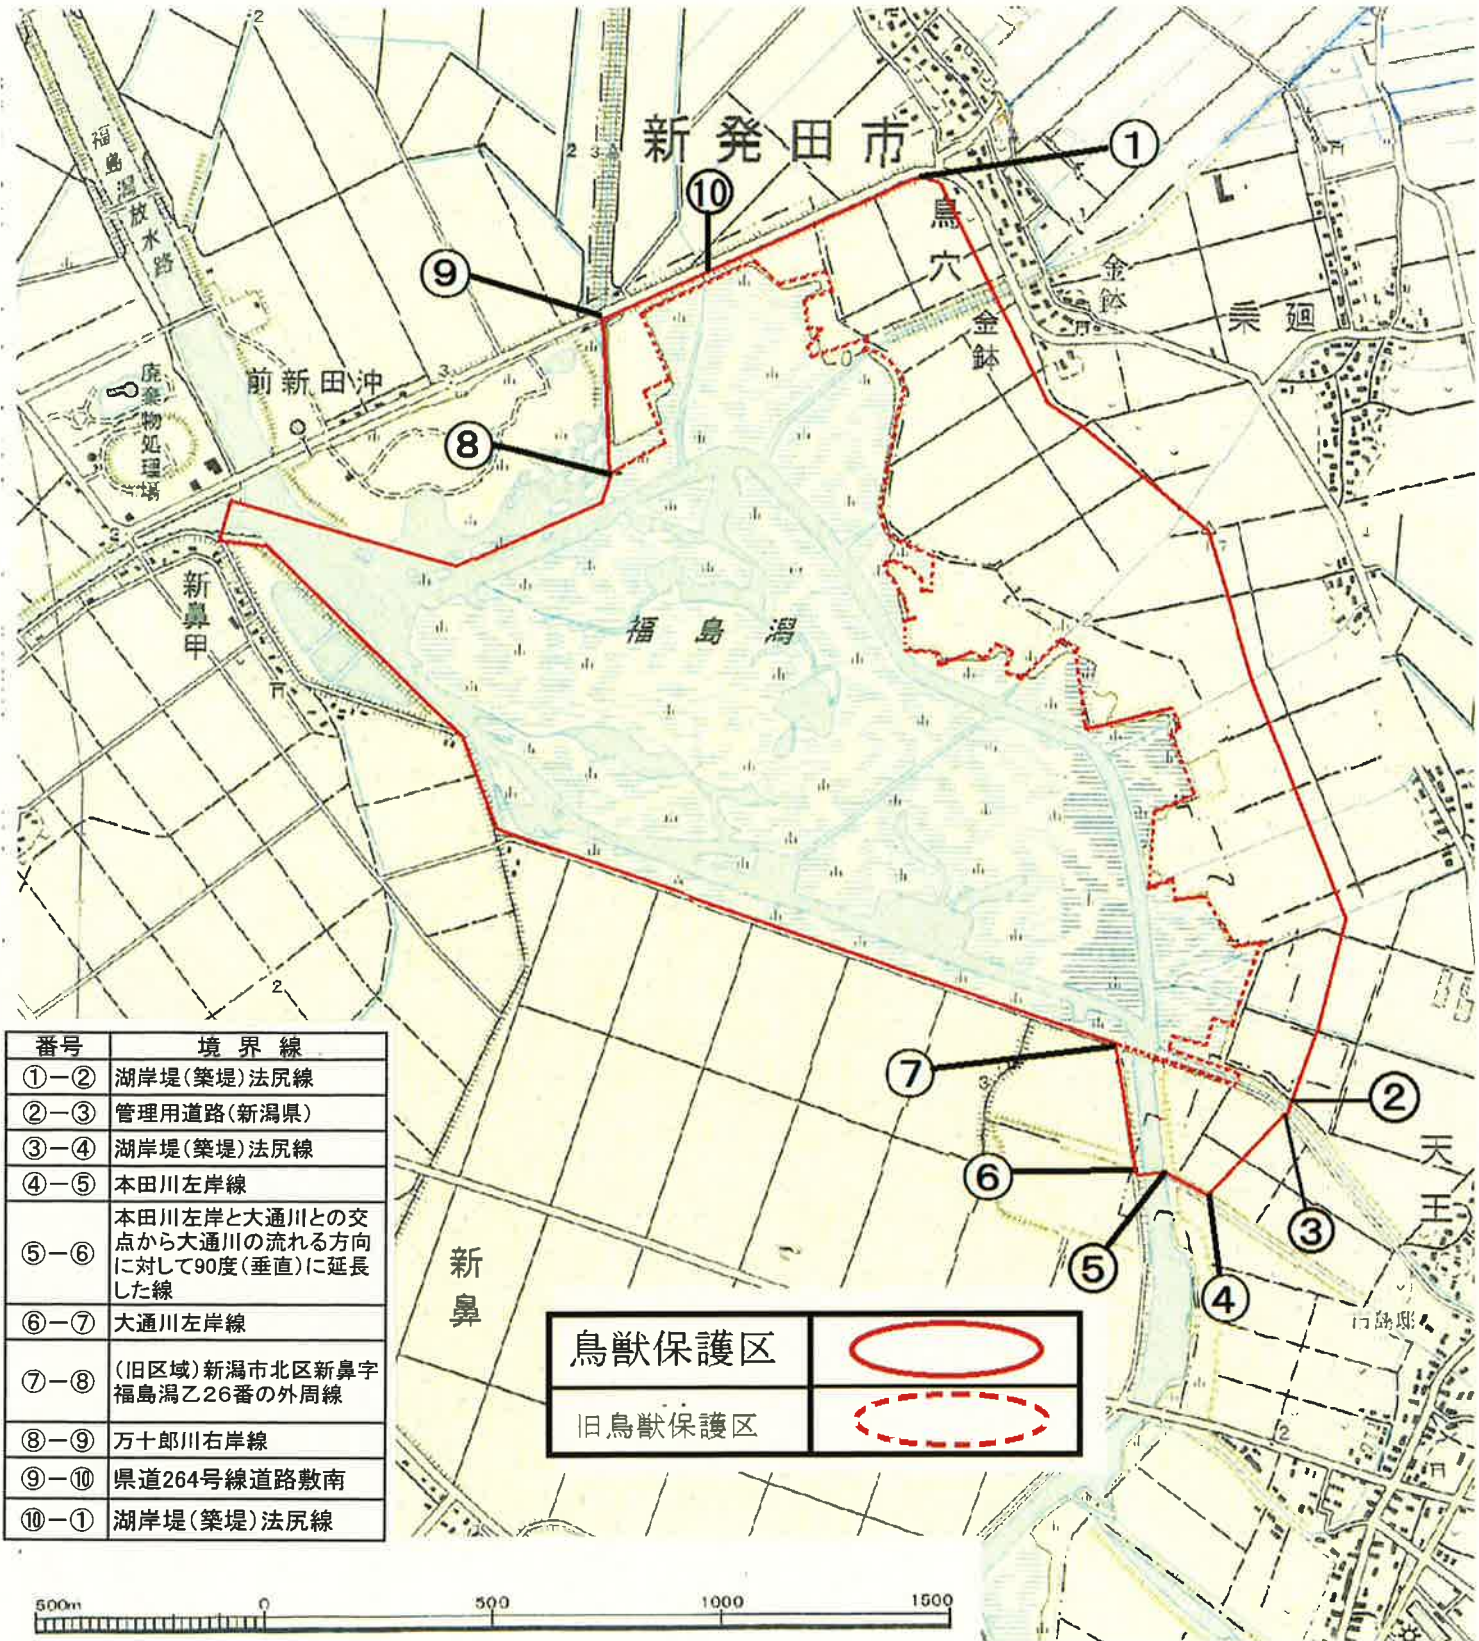 2
福島潟放水路
新発田市
2 3
①
⑩
鳥穴
⑨
金鉢
金鉢
乗廻
廃棄物処理場
前新田沖
3
⑧
2
新鼻甲
福島潟
2
3
⑦
②
⑥
天王
③
⑤
④
新鼻
2
番号 境界線
①－② 湖岸堤（築堤）法尻線
②－③ 管理用道路（新潟県）
③－④ 湖岸堤（築堤）法尻線
④－⑤ 本田川左岸線
⑤－⑥ 本田川左岸と大通川との交
点から大通川の流れる方向
に対して90度（垂直）に延長
した線
⑥－⑦ 大通川左岸線
⑦－⑧ （旧区域）新潟市北区新鼻字
福島潟乙２６番の外周線
⑧－⑨ 万十郎川右岸線
⑨－⑩ 県道264号線道路敷南
⑩－① 湖岸堤（築堤）法尻線
鳥獣保護区
旧鳥獣保護区
500m 0 500 1000 1500